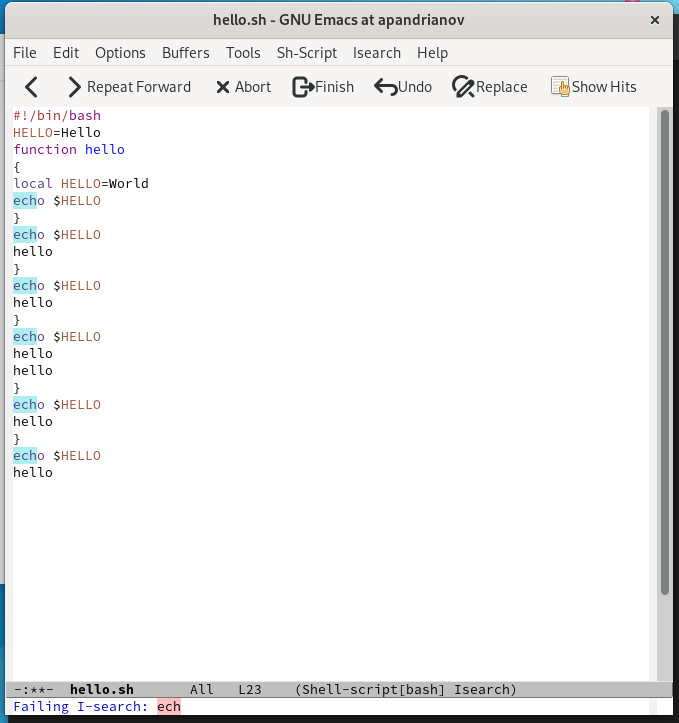 hello.sh - GNU Emacs at apandrianov
File Edit Options Buffers Tools Sh-Script Isearch Help
Repeat Forward Abort Finish Undo Replace Show Hits
#!/bin/bash
HELLO=Hello
function hello
{
local HELLO=World
echo $HELLO
}
echo $HELLO
hello
}
echo $HELLO
hello
}
echo $HELLO
hello
hello
}
echo $HELLO
hello
}
echo $HELLO
hello
-:**-  hello.sh       All   L23    (Shell-script[bash] Isearch)
Failing I-search: ech